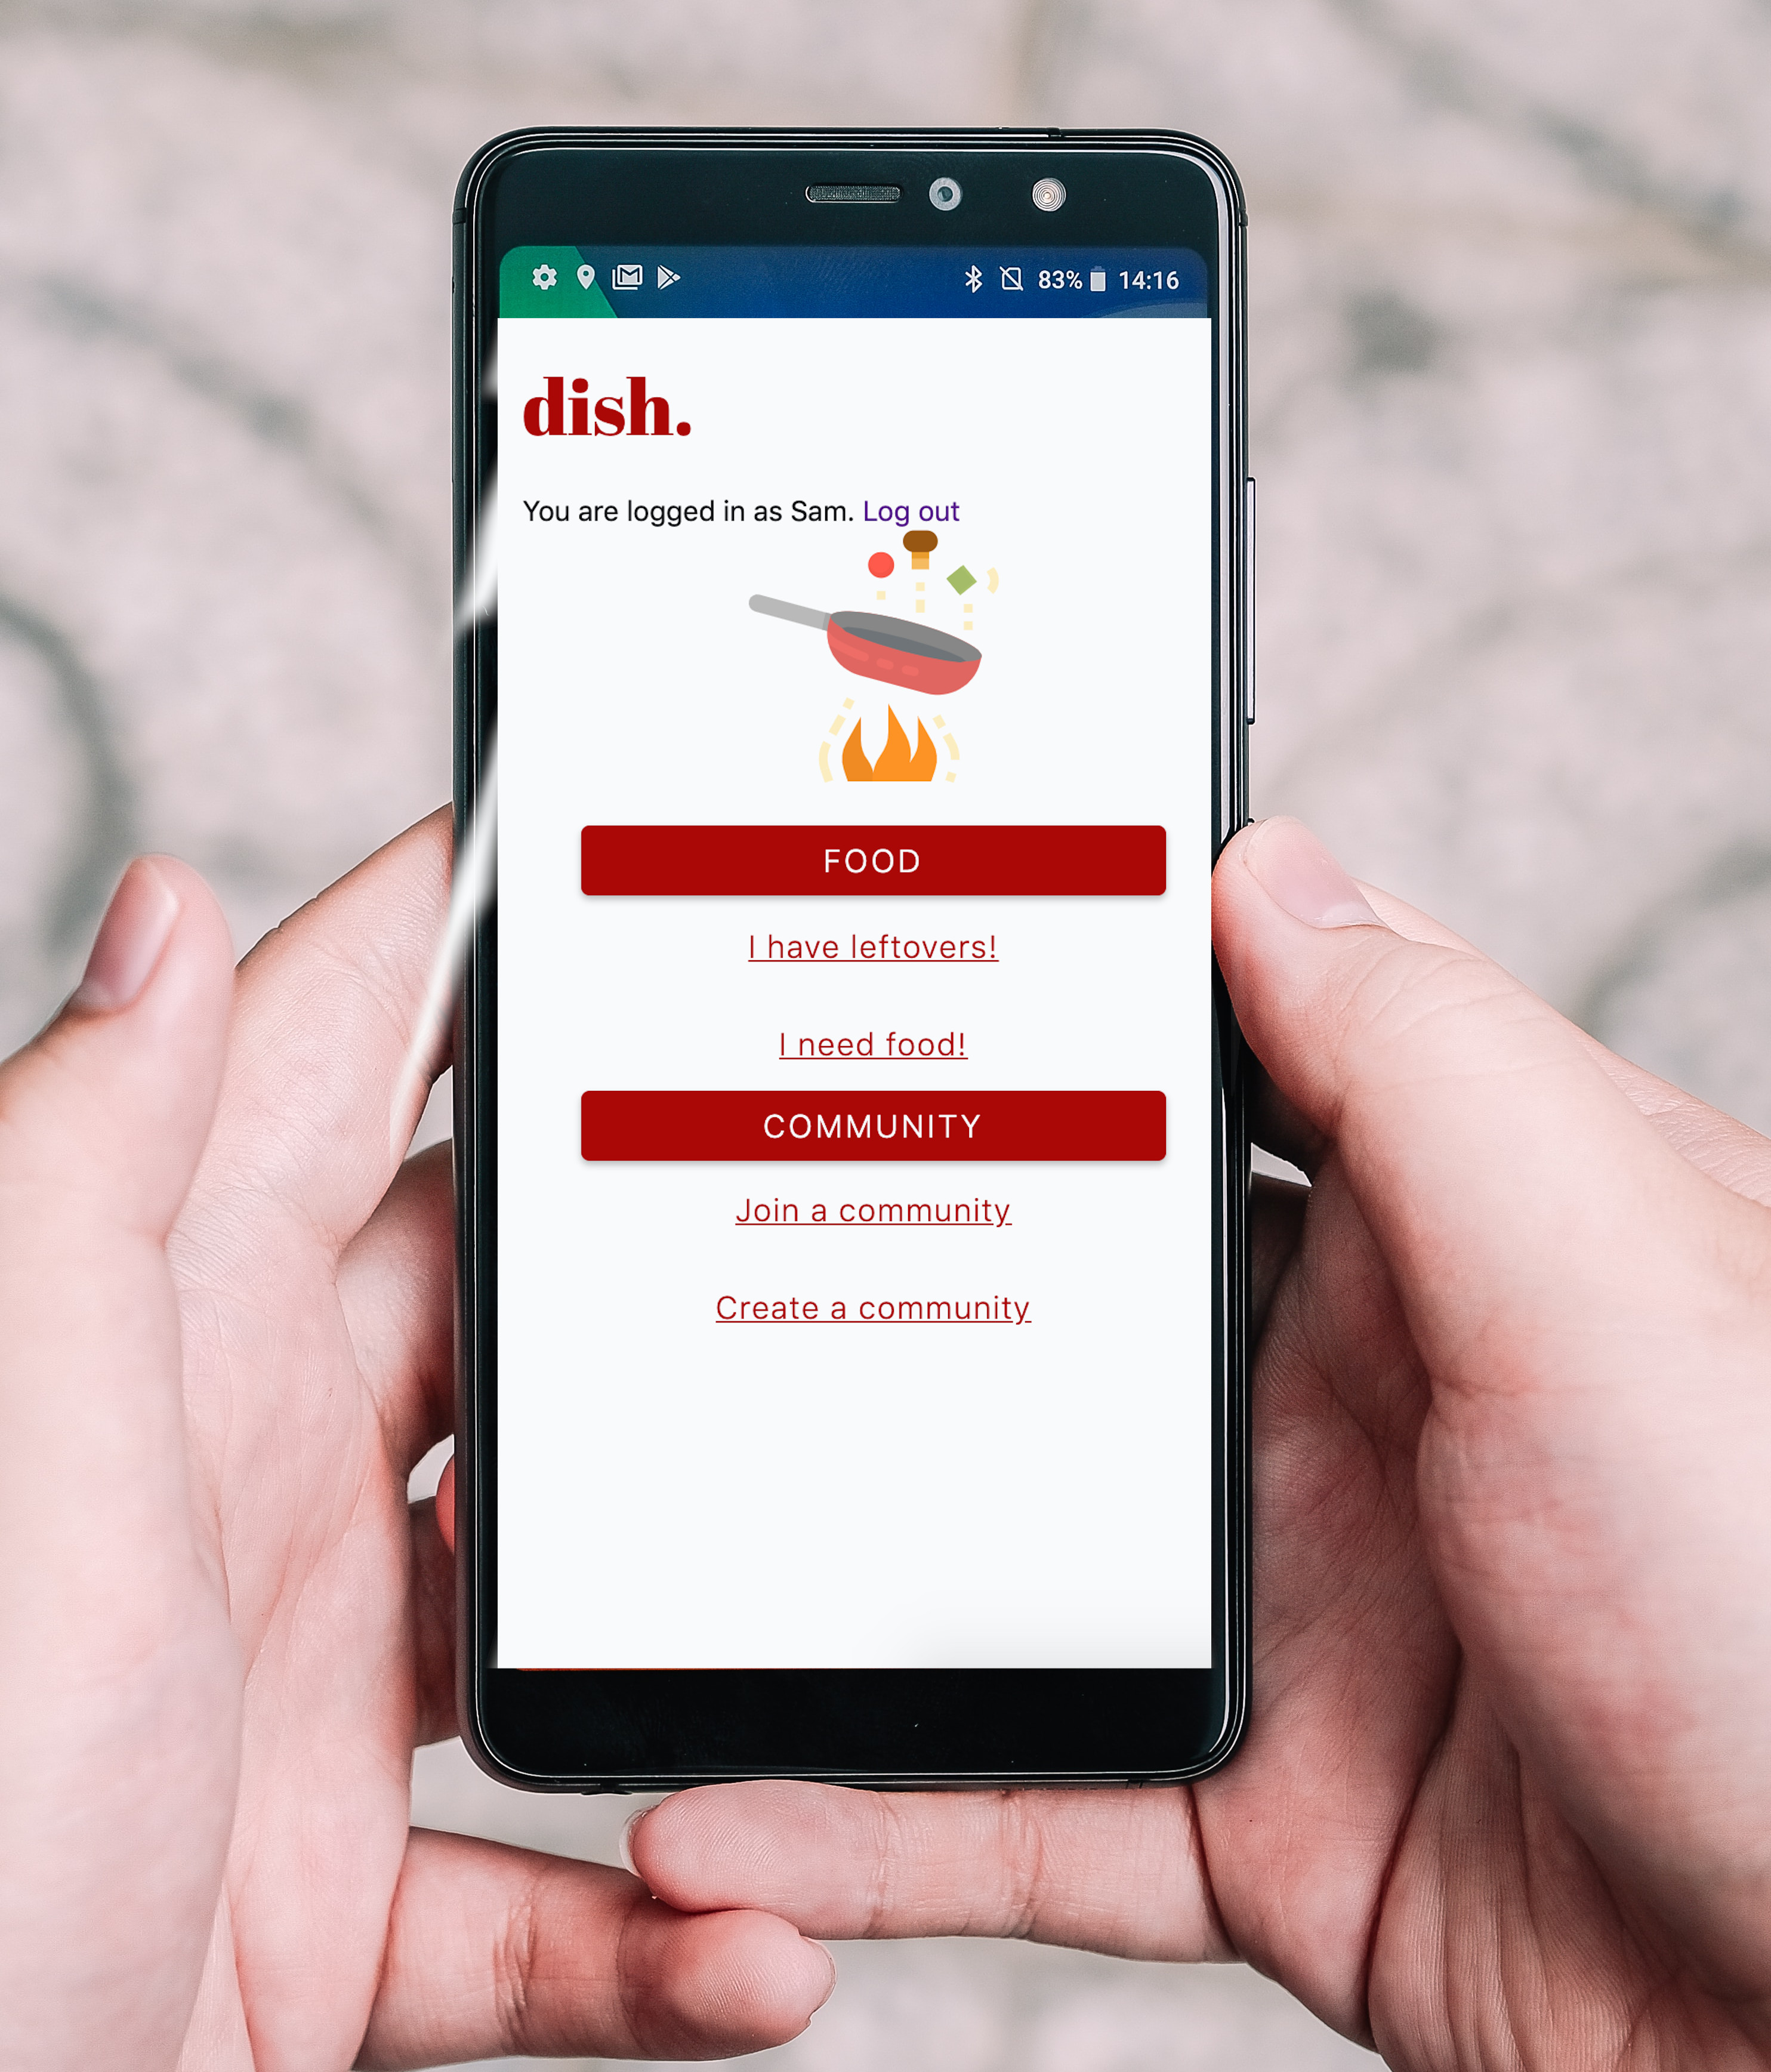 83% 14:16
dish.
You are logged in as Sam. Log out
FOOD
I have leftovers!
I need food!
COMMUNITY
Join a community
Create a community